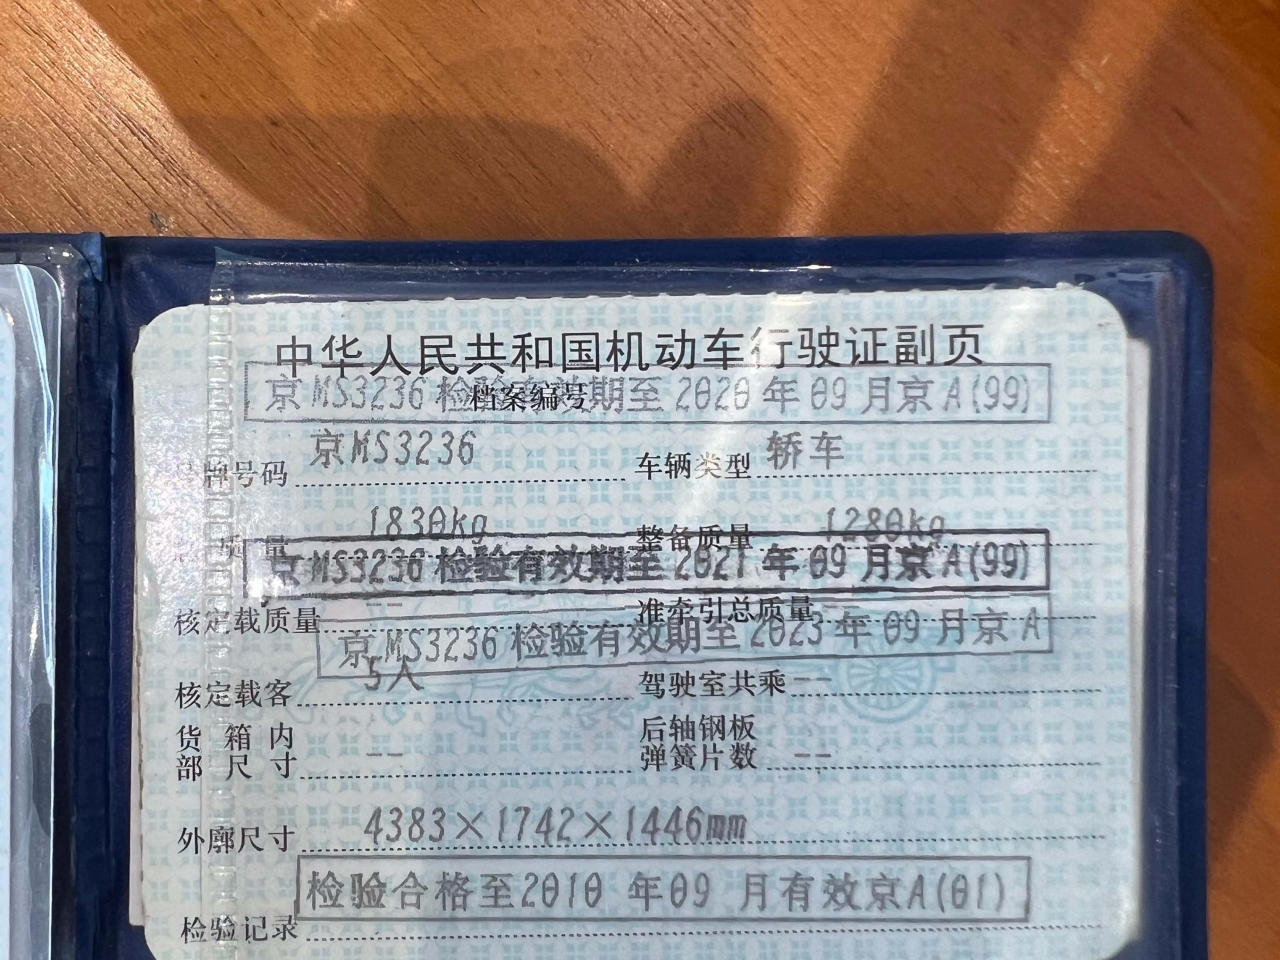 中华人民共和国机动车行驶证副页
京MS3236 检验有效期至 2020 年 09 月京 A(99)
档案编号
号牌号码 京MS3236 车辆类型 轿车
质量 1830kg 整备质量 1280kg
京MS3236 检验有效期至 2021 年 09 月京 A(99)
核定载质量 -- 准牵引总质量 --
京MS3236 检验有效期至 2023 年 09 月京 A
核定载客 5人 驾驶室共乘 --
货箱内 后轴钢板
部尺寸 -- 弹簧片数 --
外廓尺寸 4383×1742×1446mm
检验合格至2010 年09 月有效京A(01)
检验记录